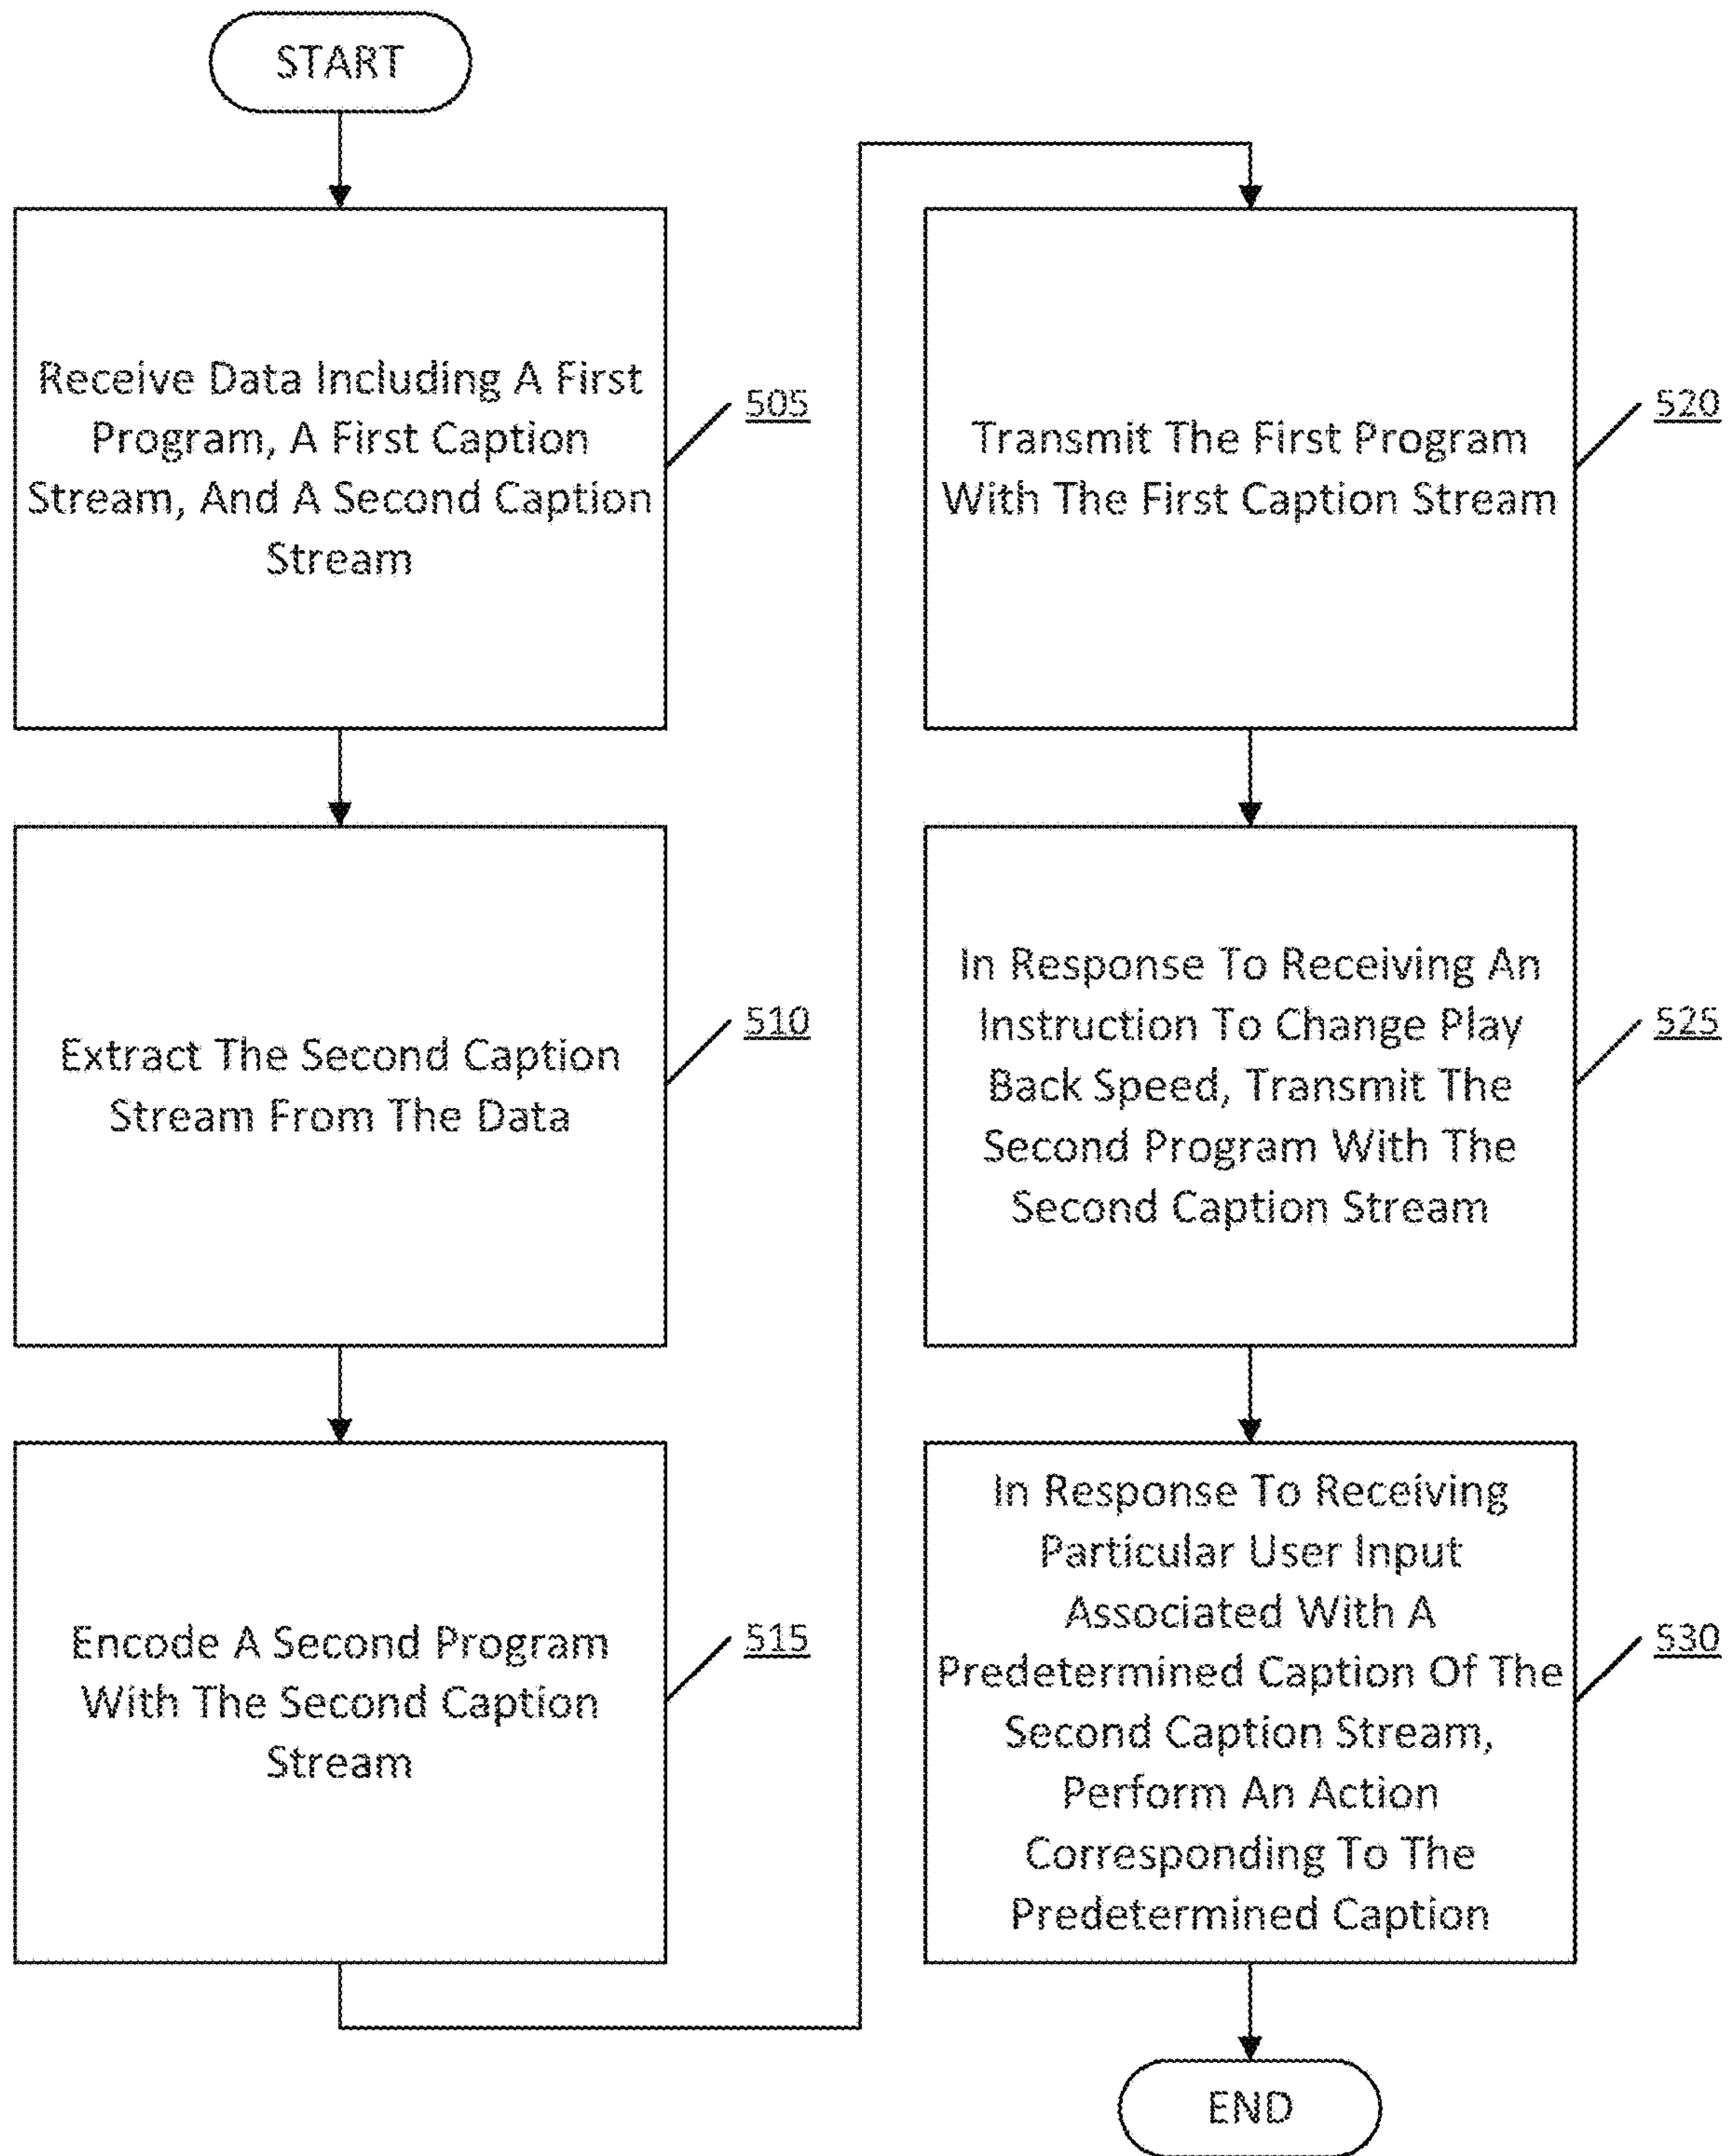 START
Receive Data Including A First
Program, A First Caption
Stream, And A Second Caption
Stream
505
Extract The Second Caption
Stream From The Data
510
Encode A Second Program
With The Second Caption
Stream
515
Transmit The First Program
With The First Caption Stream
520
In Response To Receiving An
Instruction To Change Play
Back Speed, Transmit The
Second Program With The
Second Caption Stream
525
In Response To Receiving
Particular User Input
Associated With A
Predetermined Caption Of The
Second Caption Stream,
Perform An Action
Corresponding To The
Predetermined Caption
530
END